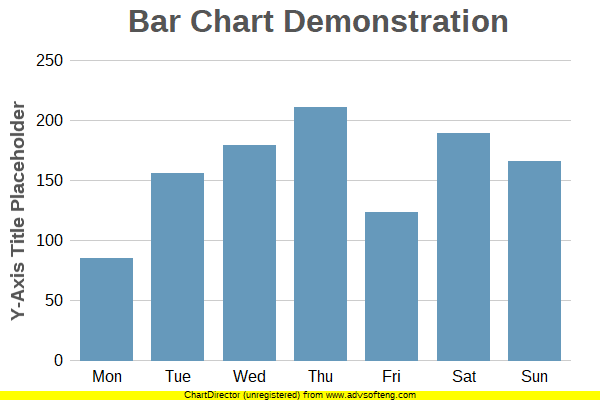 Bar Chart Demonstration
Y-Axis Title Placeholder
250
200
150
100
50
0
Mon Tue Wed Thu Fri Sat Sun
ChartDirector (unregistered) from www.advsofteng.com